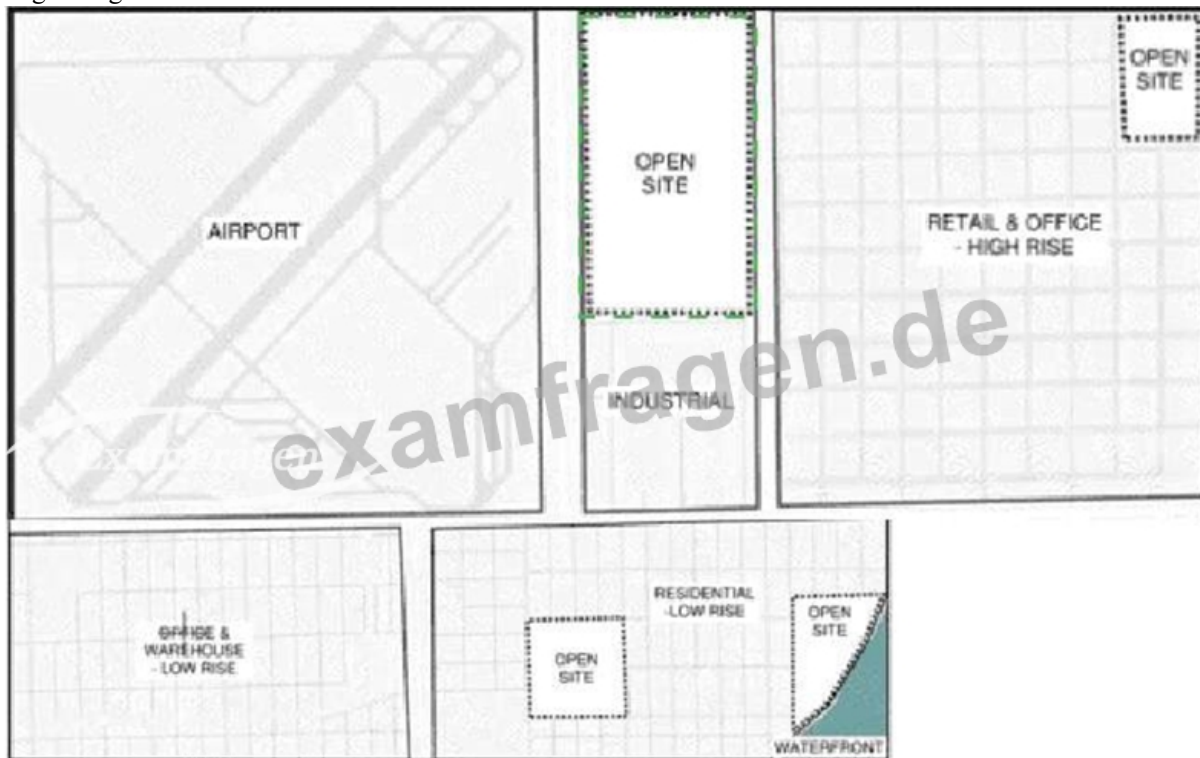 OPEN
SITE
OPEN
SITE
AIRPORT
RETAIL & OFFICE
- HIGH RISE
INDUSTRIAL
examfragen.de
OFFICE &
WAREHOUSE
- LOW RISE
RESIDENTIAL
-LOW RISE
OPEN
SITE
OPEN
SITE
WATERFRONT